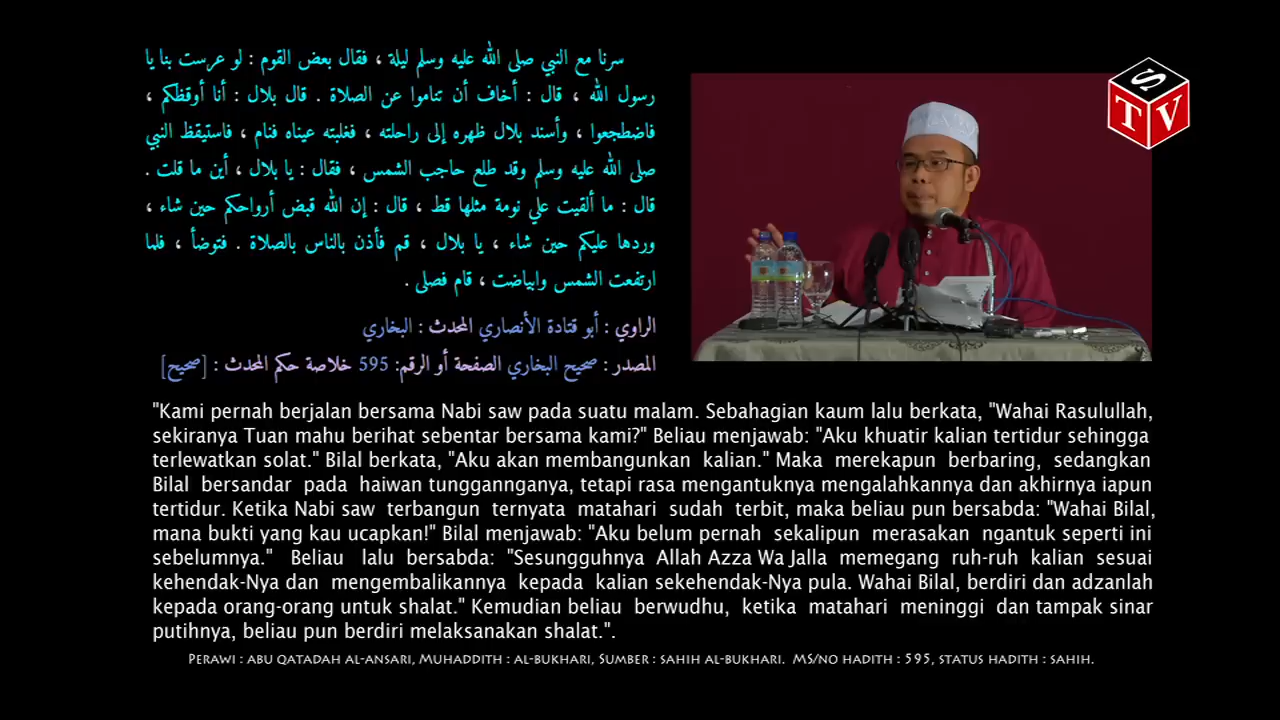 سرنا مع النبي صلى الله عليه وسلم ليلة ، فقال بعض القوم : لو عرست بنا يا
رسول الله ، قال : أخاف أن تناموا عن الصلاة . قال بلال : أنا أوقظكم ،
فاضطجعوا ، وأسند بلال ظهره إلى راحلته ، فغلبته عيناه فنام ، فاستيقظ النبي
صلى الله عليه وسلم وقد طلع حاجب الشمس ، فقال : يا بلال ، أين ما قلت .
قال : ما ألقيت علي نومة مثلها قط ، قال : إن الله قبض أرواحكم حين شاء ،
وردها عليكم حين شاء ، يا بلال ، قم فأذن بالناس بالصلاة . فتوضأ ، فلما
ارتفعت الشمس وابياضت ، قام فصلى .
الراوي : أبو قتادة الأنصاري المحدث : البخاري
المصدر : صحيح البخاري الصفحة أو الرقم: 595 خلاصة حكم المحدث : [صحيح]
S
T V
"Kami pernah berjalan bersama Nabi saw pada suatu malam. Sebahagian kaum lalu berkata, "Wahai Rasulullah,
sekiranya Tuan mahu berihat sebentar bersama kami?" Beliau menjawab: "Aku khuatir kalian tertidur sehingga
terlewatkan solat." Bilal berkata, "Aku akan membangunkan kalian." Maka merekapun berbaring, sedangkan
Bilal bersandar pada haiwan tunggannganya, tetapi rasa mengantuknya mengalahkannya dan akhirnya iapun
tertidur. Ketika Nabi saw terbangun ternyata matahari sudah terbit, maka beliau pun bersabda: "Wahai Bilal,
mana bukti yang kau ucapkan!" Bilal menjawab: "Aku belum pernah sekalipun merasakan ngantuk seperti ini
sebelumnya." Beliau lalu bersabda: "Sesungguhnya Allah Azza Wa Jalla memegang ruh-ruh kalian sesuai
kehendak-Nya dan mengembalikannya kepada kalian sekehendak-Nya pula. Wahai Bilal, berdiri dan adzanlah
kepada orang-orang untuk shalat." Kemudian beliau berwudhu, ketika matahari meninggi dan tampak sinar
putihnya, beliau pun berdiri melaksanakan shalat.".
Perawi : abu Qatadah al-Ansari, Muhaddith : al-Bukhari, Sumber : sahih al-Bukhari. MS/no hadith : 595, status hadith : sahih.